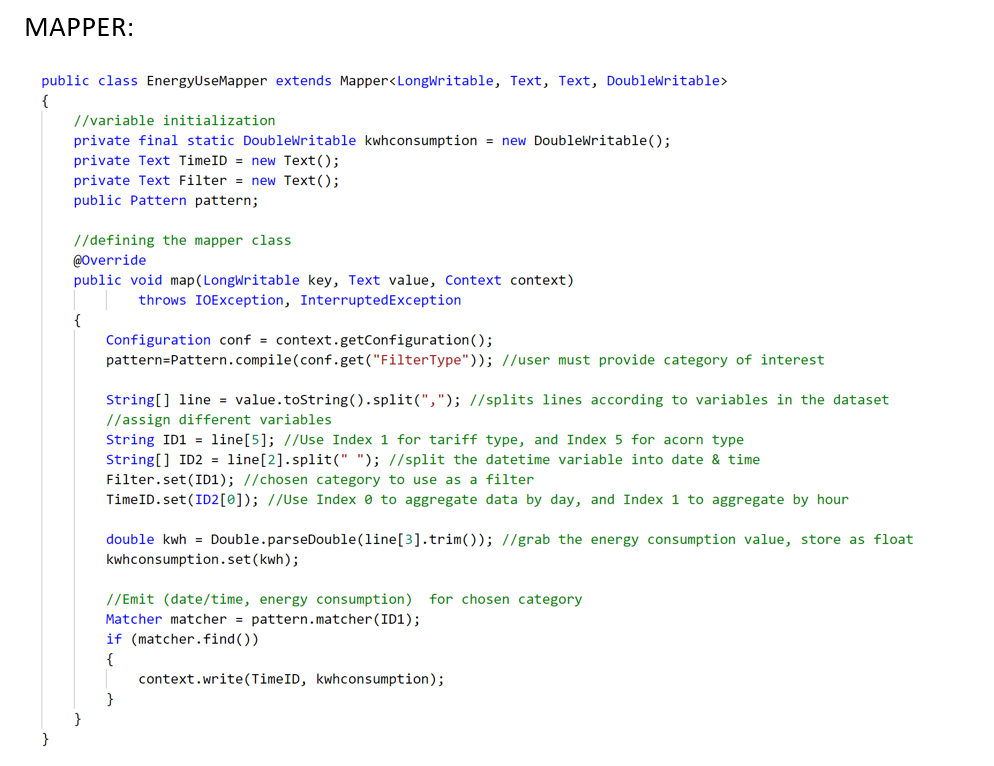 MAPPER:
public class EnergyUseMapper extends Mapper<LongWritable, Text, Text, DoubleWritable>
{
//variable initialization
private final static DoubleWritable kwhconsumption = new DoubleWritable();
private Text TimeID = new Text();
private Text Filter = new Text();
public Pattern pattern;
//defining the mapper class
@Override
public void map(LongWritable key, Text value, Context context)
throws IOException, InterruptedException
{
Configuration conf = context.getConfiguration();
pattern=Pattern.compile(conf.get("FilterType")); //user must provide category of interest
String[] line = value.toString().split(","); //splits lines according to variables in the dataset
//assign different variables
String ID1 = line[5]; //Use Index 1 for tariff type, and Index 5 for acorn type
String[] ID2 = line[2].split(" "); //split the datetime variable into date & time
Filter.set(ID1); //chosen category to use as a filter
TimeID.set(ID2[0]); //Use Index 0 to aggregate data by day, and Index 1 to aggregate by hour
double kwh = Double.parseDouble(line[3].trim()); //grab the energy consumption value, store as float
kwhconsumption.set(kwh);
//Emit (date/time, energy consumption)  for chosen category
Matcher matcher = pattern.matcher(ID1);
if (matcher.find())
{
context.write(TimeID, kwhconsumption);
}
}
}